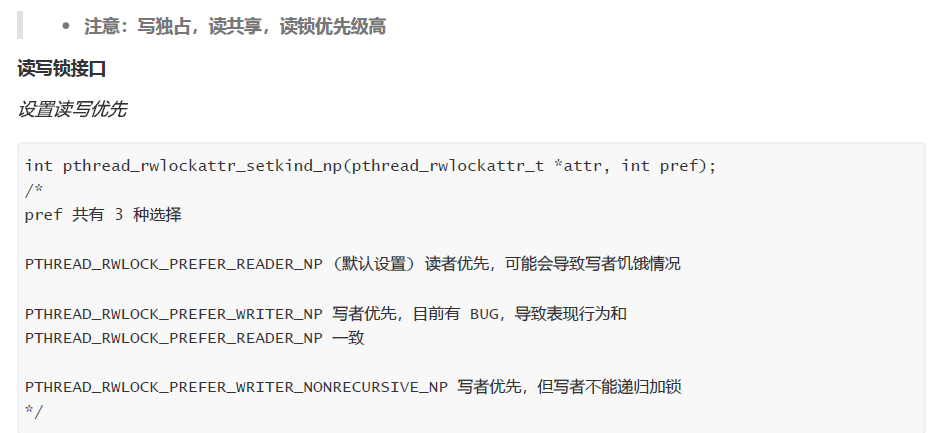 注意：写独占，读共享，读锁优先级高
读写锁接口
设置读写优先
int pthread_rwlockattr_setkind_np(pthread_rwlockattr_t *attr, int pref);
/*
pref 共有 3 种选择
PTHREAD_RWLOCK_PREFER_READER_NP (默认设置) 读者优先，可能会导致写者饥饿情况
PTHREAD_RWLOCK_PREFER_WRITER_NP 写者优先，目前有 BUG，导致表现行为和
PTHREAD_RWLOCK_PREFER_READER_NP 一致
PTHREAD_RWLOCK_PREFER_WRITER_NONRECURSIVE_NP 写者优先，但写者不能递归加锁
*/